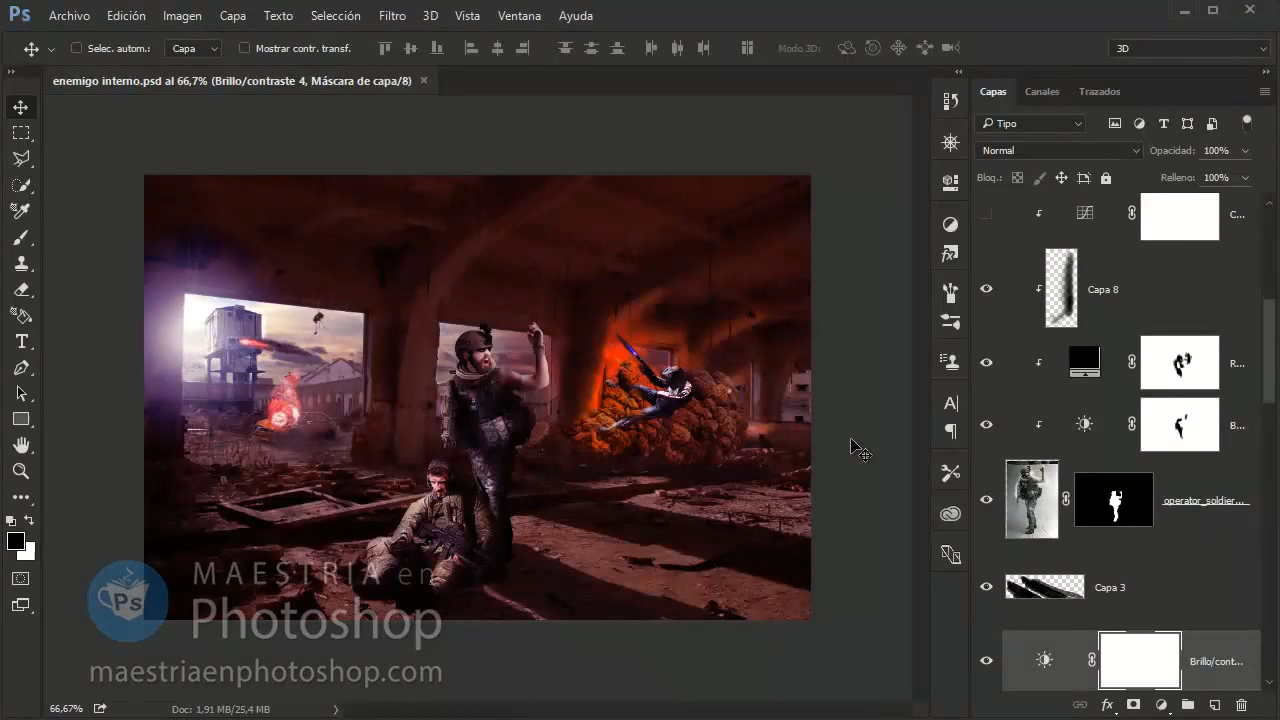 Ps Archivo Edición Imagen Capa Texto Selección Filtro 3D Vista Ventana Ayuda
Selec. autom.: Capa Mostrar contr. transf. Modo 3D: 3D
enemigo interno.psd al 66,7% (Brillo/contraste 4, Máscara de capa/8)
Capas Canales Trazados
Tipo
Normal Opacidad: 100%
Bloq.: Relleno: 100%
C...
Capa 8
R...
B...
operator_soldier...
Capa 3
Brillo/cont...
MAESTRIA en
Ps
Photoshop
maestriaenphotoshop.com
66,67% Doc: 1,91 MB/25,4 MB